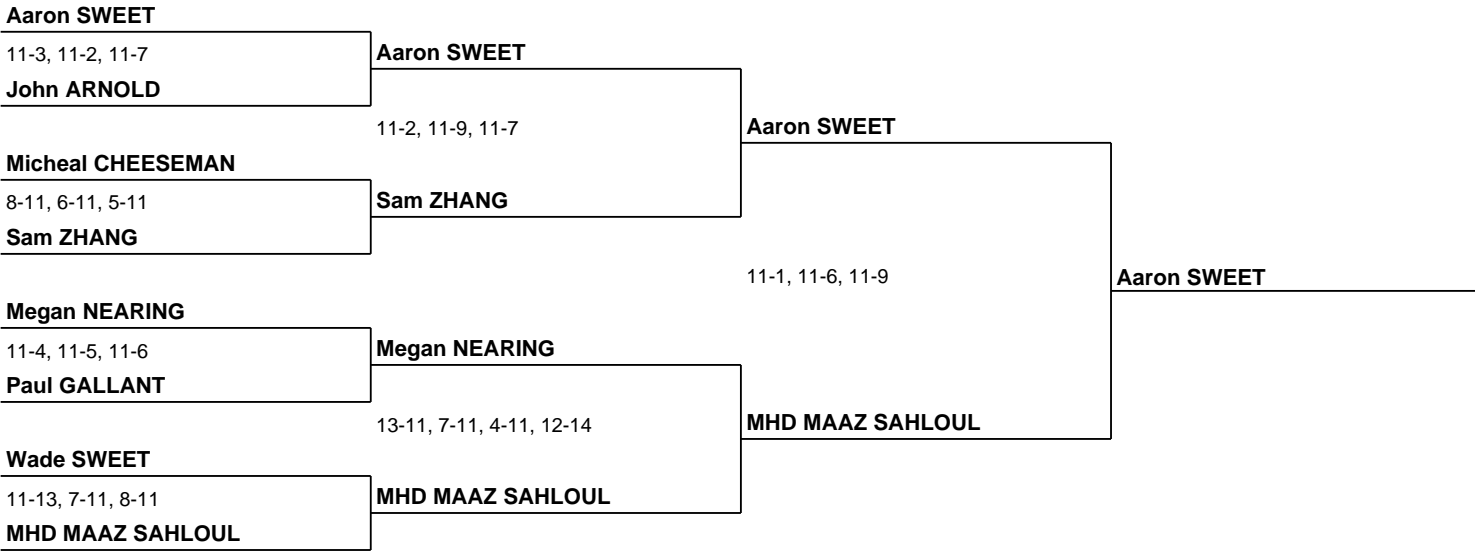 Aaron SWEET
11-3, 11-2, 11-7
Aaron SWEET
John ARNOLD
11-2, 11-9, 11-7
Aaron SWEET
Micheal CHEESEMAN
8-11, 6-11, 5-11
Sam ZHANG
Sam ZHANG
11-1, 11-6, 11-9
Aaron SWEET
Megan NEARING
11-4, 11-5, 11-6
Megan NEARING
Paul GALLANT
13-11, 7-11, 4-11, 12-14
MHD MAAZ SAHLOUL
Wade SWEET
11-13, 7-11, 8-11
MHD MAAZ SAHLOUL
MHD MAAZ SAHLOUL